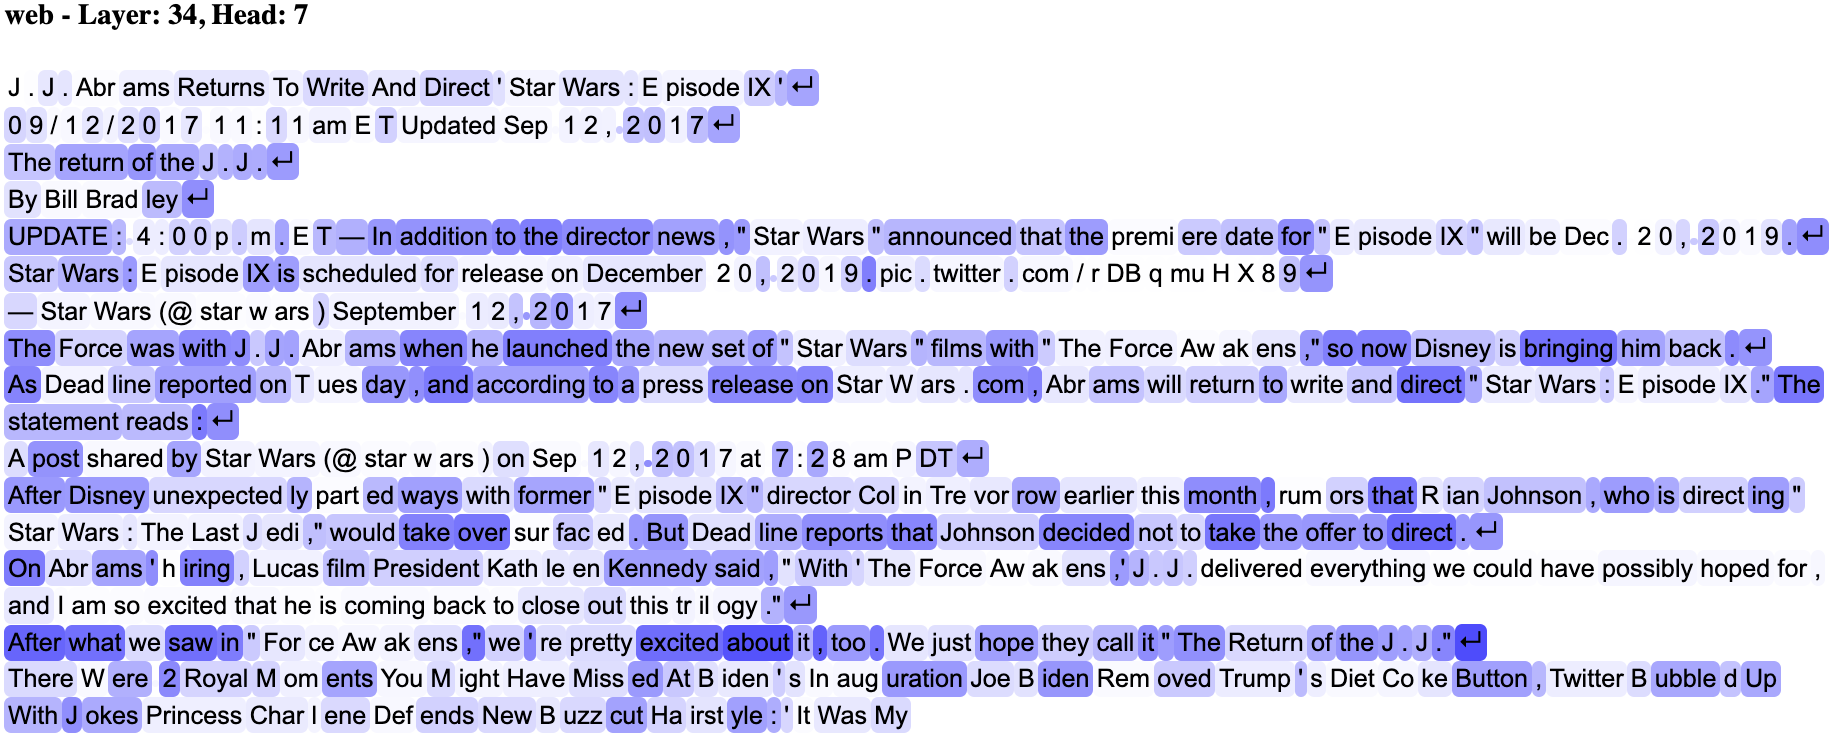 web - Layer: 34, Head: 7
J . J . Abr ams Returns To Write And Direct ' Star Wars : E pisode IX ' ↵
0 9 / 1 2 / 2 0 1 7 1 1 : 1 1 am E T Updated Sep 1 2 , 2 0 1 7 ↵
The return of the J . J . ↵
By Bill Brad ley ↵
UPDATE : 4 : 0 0 p . m . E T — In addition to the director news , " Star Wars " announced that the premi ere date for " E pisode IX " will be Dec . 2 0 , 2 0 1 9 . ↵
Star Wars : E pisode IX is scheduled for release on December 2 0 , 2 0 1 9 . pic . twitter . com / r DB q mu H X 8 9 ↵
— Star Wars (@ star w ars ) September 1 2 , 2 0 1 7 ↵
The Force was with J . J . Abr ams when he launched the new set of " Star Wars " films with " The Force Aw ak ens ," so now Disney is bringing him back . ↵
As Dead line reported on T ues day , and according to a press release on Star W ars . com , Abr ams will return to write and direct " Star Wars : E pisode IX ." The
statement reads : ↵
A post shared by Star Wars (@ star w ars ) on Sep 1 2 , 2 0 1 7 at 7 : 2 8 am P DT ↵
After Disney unexpected ly part ed ways with former " E pisode IX " director Col in Tre vor row earlier this month , rum ors that R ian Johnson , who is direct ing "
Star Wars : The Last J edi ," would take over sur fac ed . But Dead line reports that Johnson decided not to take the offer to direct . ↵
On Abr ams ' h iring , Lucas film President Kath le en Kennedy said , " With ' The Force Aw ak ens ,' J . J . delivered everything we could have possibly hoped for ,
and I am so excited that he is coming back to close out this tr il ogy ." ↵
After what we saw in " For ce Aw ak ens ," we ' re pretty excited about it , too . We just hope they call it " The Return of the J . J ." ↵
There W ere 2 Royal M om ents You M ight Have Miss ed At B iden ' s In aug uration Joe B iden Rem oved Trump ' s Diet Co ke Button , Twitter B ubble d Up
With J okes Princess Char l ene Def ends New B uzz cut Ha irst yle : ' It Was My